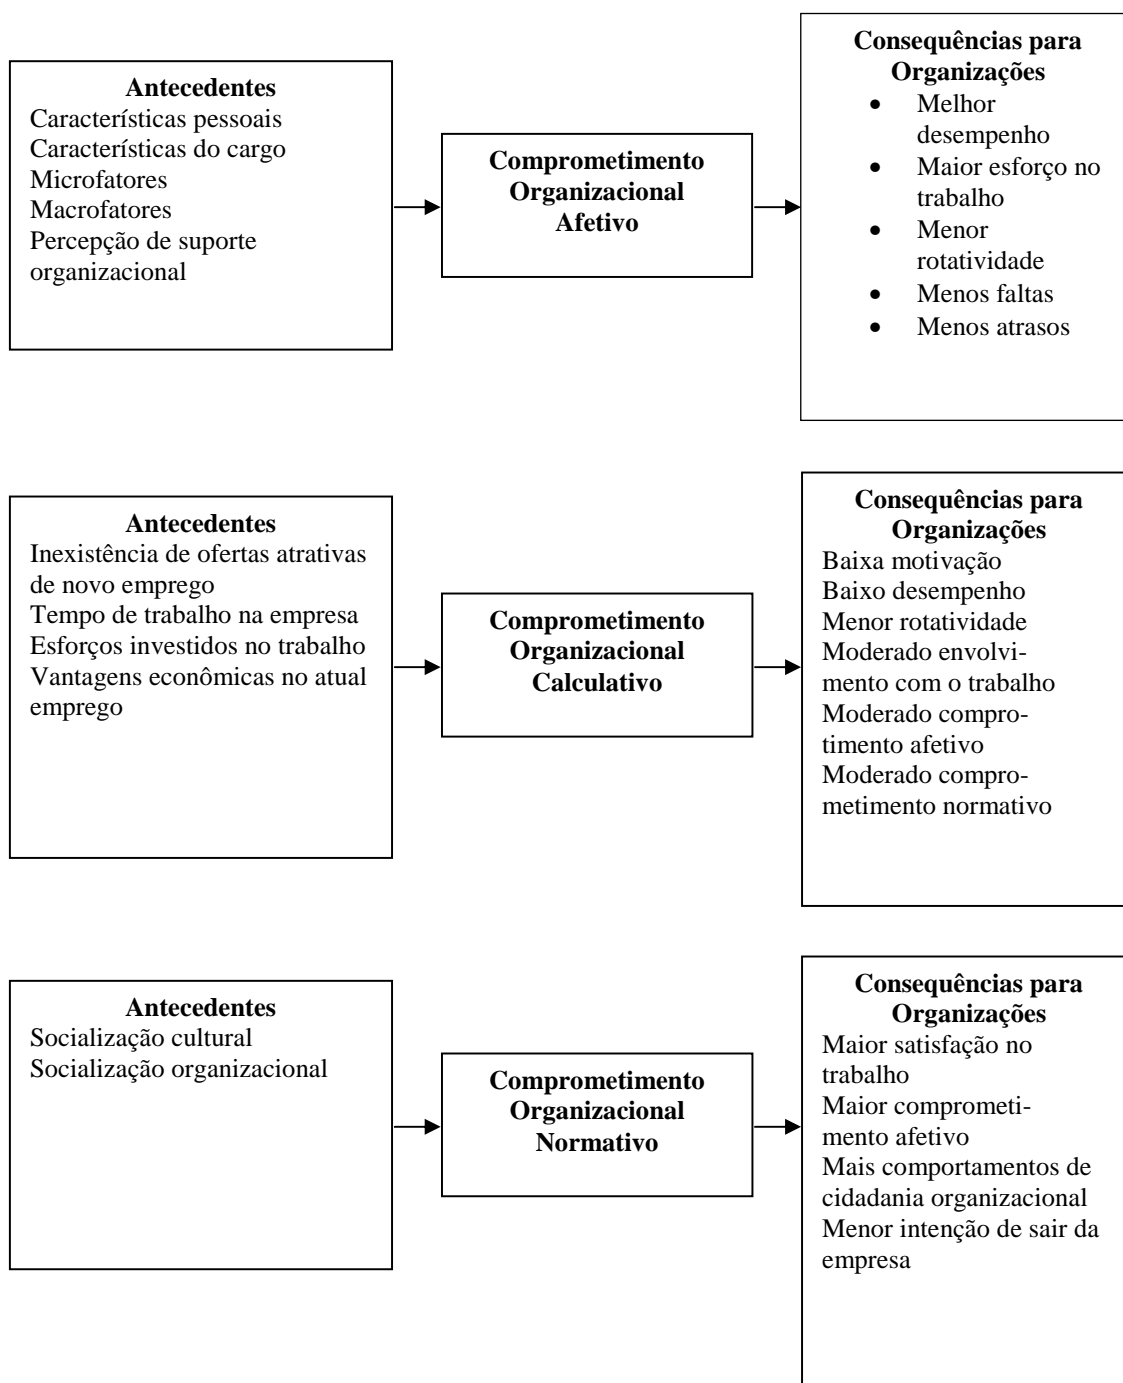 Antecedentes
Características pessoais
Características do cargo
Microfatores
Macrofatores
Percepção de suporte
organizacional
Comprometimento
Organizacional
Afetivo
Consequências para
Organizações
• Melhor
desempenho
• Maior esforço no
trabalho
• Menor
rotatividade
• Menos faltas
• Menos atrasos
Antecedentes
Inexistência de ofertas atrativas
de novo emprego
Tempo de trabalho na empresa
Esforços investidos no trabalho
Vantagens econômicas no atual
emprego
Comprometimento
Organizacional
Calculativo
Consequências para
Organizações
Baixa motivação
Baixo desempenho
Menor rotatividade
Moderado envolvi-
mento com o trabalho
Moderado compro-
timento afetivo
Moderado compro-
metimento normativo
Antecedentes
Socialização cultural
Socialização organizacional
Comprometimento
Organizacional
Normativo
Consequências para
Organizações
Maior satisfação no
trabalho
Maior comprometi-
mento afetivo
Mais comportamentos de
cidadania organizacional
Menor intenção de sair da
empresa